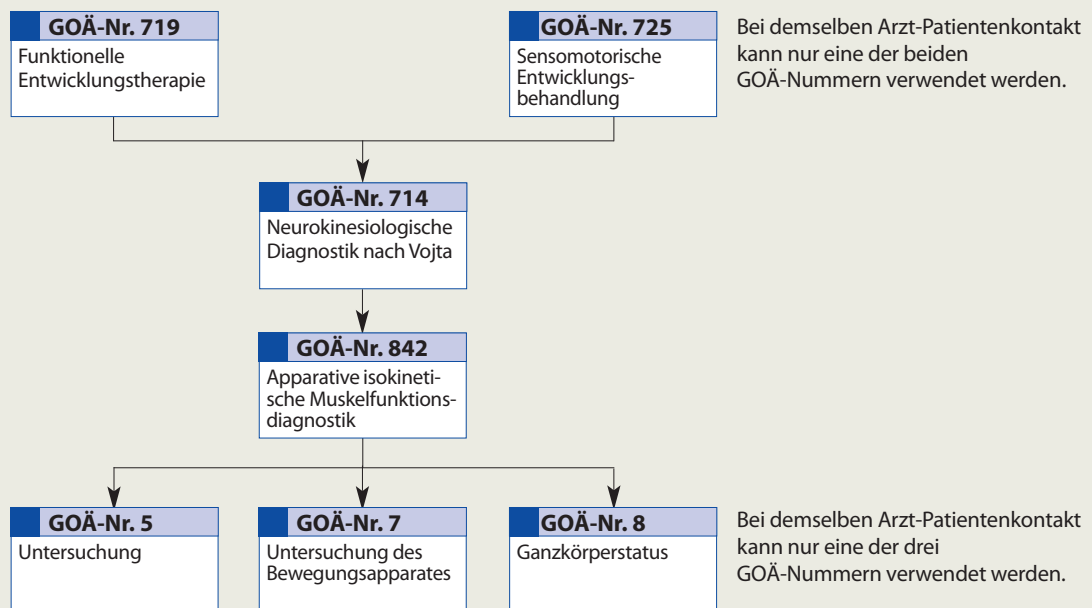 GOÄ-Nr. 719
Funktionelle
Entwicklungstherapie
GOÄ-Nr. 725
Sensomotorische
Entwicklungs-
behandlung
Bei demselben Arzt-Patientenkontakt
kann nur eine der beiden
GOÄ-Nummern verwendet werden.
GOÄ-Nr. 714
Neurokinesiologische
Diagnostik nach Vojta
GOÄ-Nr. 842
Apparative isokineti-
sche Muskelfunktions-
diagnostik
GOÄ-Nr. 5
Untersuchung
GOÄ-Nr. 7
Untersuchung des
Bewegungsapparates
GOÄ-Nr. 8
Ganzkörperstatus
Bei demselben Arzt-Patientenkontakt
kann nur eine der drei
GOÄ-Nummern verwendet werden.